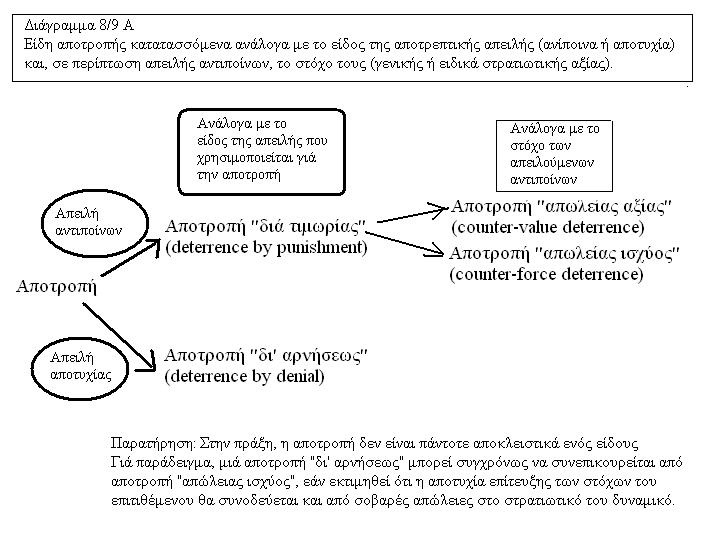 Διάγραμμα 8/9 Α
Είδη αποτροπής κατατασσόμενα ανάλογα με το είδος της αποτρεπτικής απειλής (ανίποινα ή αποτυχία)
και, σε περίπτωση απειλής αντιποίνων, το στόχο τους (γενικής ή ειδικά στρατιωτικής αξίας).
Ανάλογα με το
είδος της απειλής που
χρησιμοποιείται γιά
την αποτροπή
Ανάλογα με το
στόχο των
απειλούμενων
αντιποίνων
Απειλή
αντιποίνων
Αποτροπή "διά τιμωρίας"
(deterrence by punishment)
Αποτροπή "απωλείας αξίας"
(counter-value deterrence)
Αποτροπή "απωλείας ισχύος"
(counter-force deterrence)
Αποτροπή
Απειλή
αποτυχίας
Αποτροπή "δι' αρνήσεως"
(deterrence by denial)
Παρατήρηση: Στην πράξη, η αποτροπή δεν είναι πάντοτε αποκλειστικά ενός είδους
Γιά παράδειγμα, μιά αποτροπή "δι' αρνήσεως" μπορεί συγχρόνως να συνεπικουρείται από
αποτροπή "απώλειας ισχύος", εάν εκτιμηθεί ότι η αποτυχία επίτευξης των στόχων του
επιτιθέμενου θα συνοδεύεται και από σοβαρές απώλειες στο στρατιωτικό του δυναμικό.